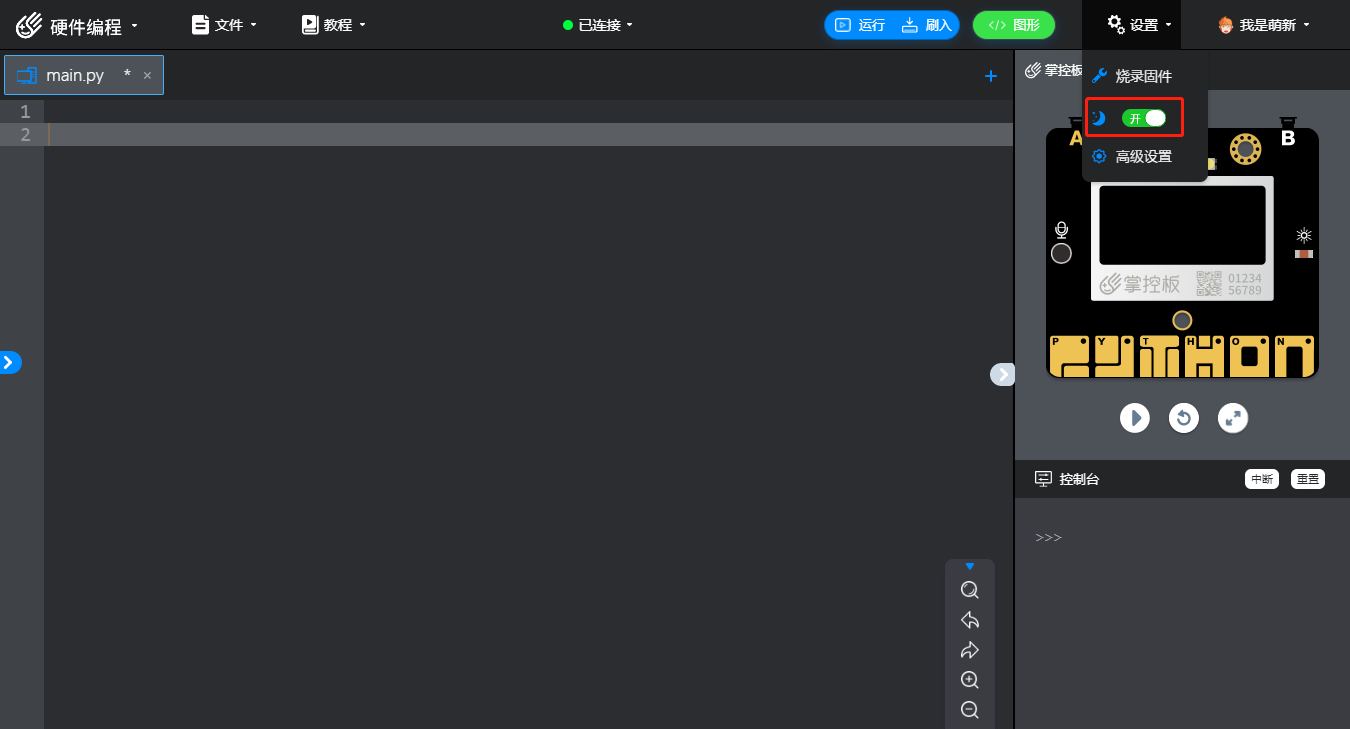 硬件编程
文件
教程
已连接
运行
刷入
</> 图形
设置
我是萌新
main.py * ×
+
掌控板
烧录固件
开
高级设置
1
2
A
B
掌控板
01234
56789
P Y T H O N
PYTHON
控制台
中断
重置
>>>